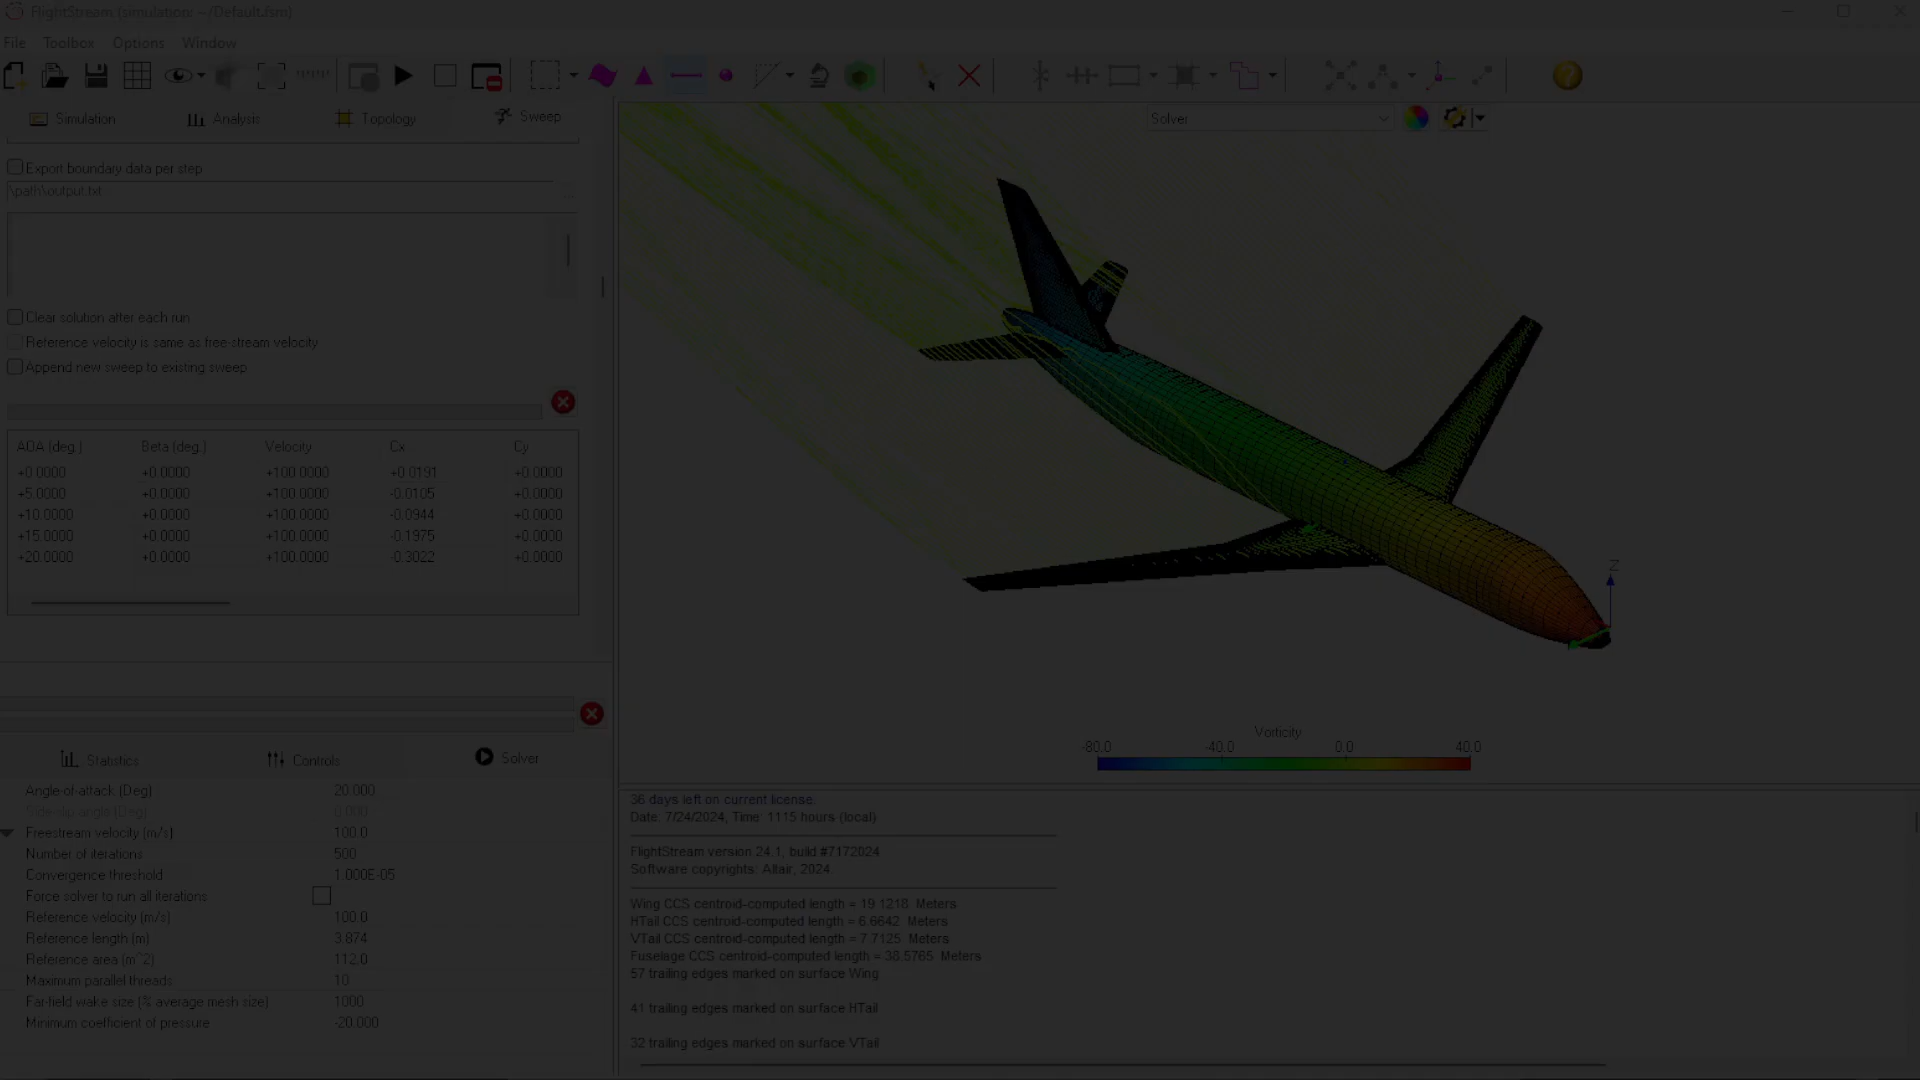 FlightStream (simulation: ~/Default.fsm)
File Toolbox Options Window
Simulation Analysis Topology Sweep
Solver
Export boundary data per step
\path\output.txt
...
Clear solution after each run
Reference velocity is same as free-stream velocity
Append new sweep to existing sweep
AOA (deg.) Beta (deg.) Velocity Cx Cy
+0.0000 +0.0000 +100.0000 +0.0191 +0.0000
+5.0000 +0.0000 +100.0000 -0.0105 +0.0000
+10.0000 +0.0000 +100.0000 -0.0944 +0.0000
+15.0000 +0.0000 +100.0000 -0.1975 +0.0000
+20.0000 +0.0000 +100.0000 -0.3022 +0.0000
Z
Vorticity
-80.0 -40.0 0.0 40.0
Statistics Controls Solver
Angle-of-attack (Deg) 20.000
Side-slip angle (Deg) 0.000
Freestream velocity (m/s) 100.0
Number of iterations 500
Convergence threshold 1.000E-05
Force solver to run all iterations
Reference velocity (m/s) 100.0
Reference length (m) 3.874
Reference area (m^2) 112.0
Maximum parallel threads 10
Far-field wake size (% average mesh size) 1000
Minimum coefficient of pressure -20.000
36 days left on current license.
Date: 7/24/2024, Time: 1115 hours (local)
FlightStream version 24.1, build #7172024
Software copyrights: Altair, 2024
Wing CCS centroid-computed length = 19.1218 Meters
HTail CCS centroid-computed length = 6.6642 Meters
VTail CCS centroid-computed length = 7.7125 Meters
Fuselage CCS centroid-computed length = 38.5765 Meters
57 trailing edges marked on surface Wing
41 trailing edges marked on surface HTail
32 trailing edges marked on surface VTail